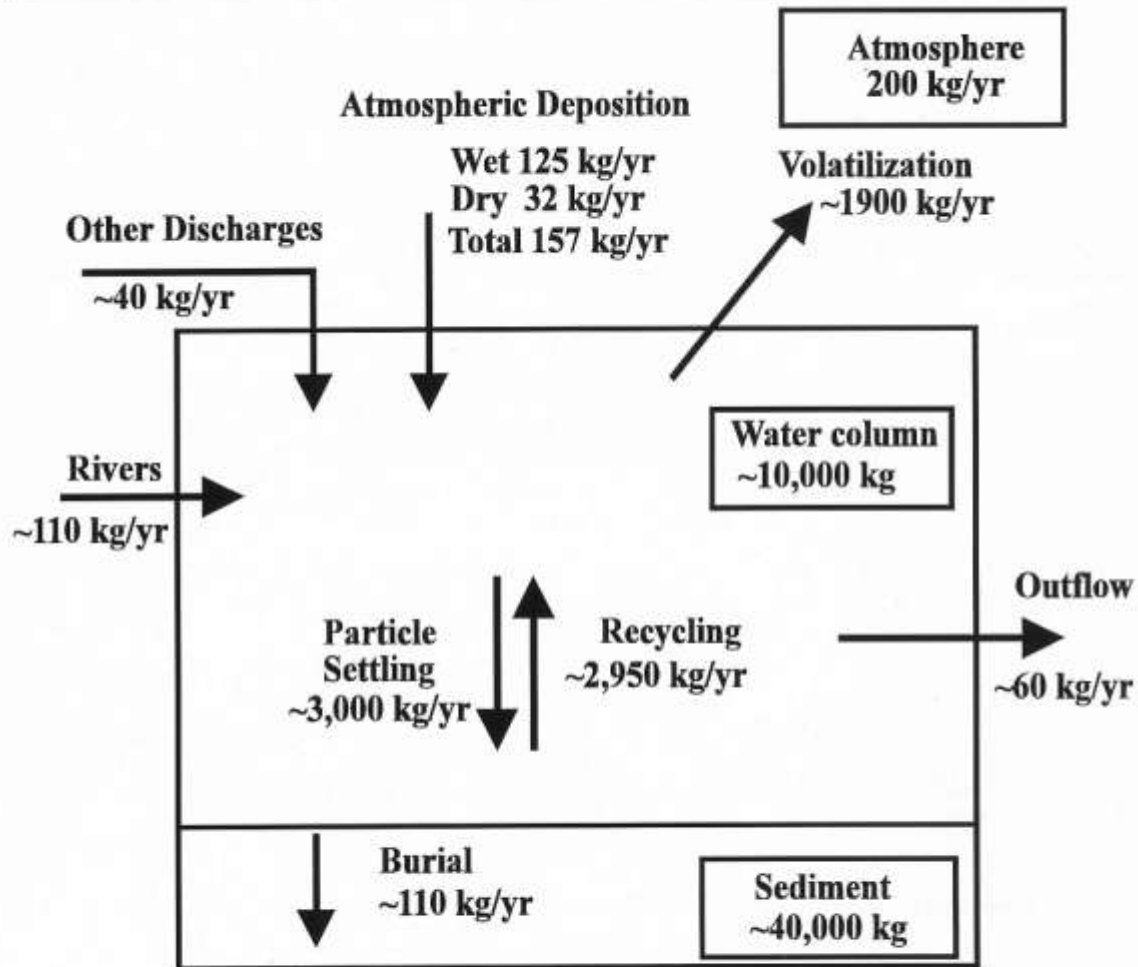 Atmosphere
200 kg/yr
Atmospheric Deposition
Wet 125 kg/yr
Dry 32 kg/yr
Total 157 kg/yr
Volatilization
~1900 kg/yr
Other Discharges
~40 kg/yr
Water column
~10,000 kg
Rivers
~110 kg/yr
Outflow
~60 kg/yr
Particle
Settling
~3,000 kg/yr
Recycling
~2,950 kg/yr
Burial
~110 kg/yr
Sediment
~40,000 kg